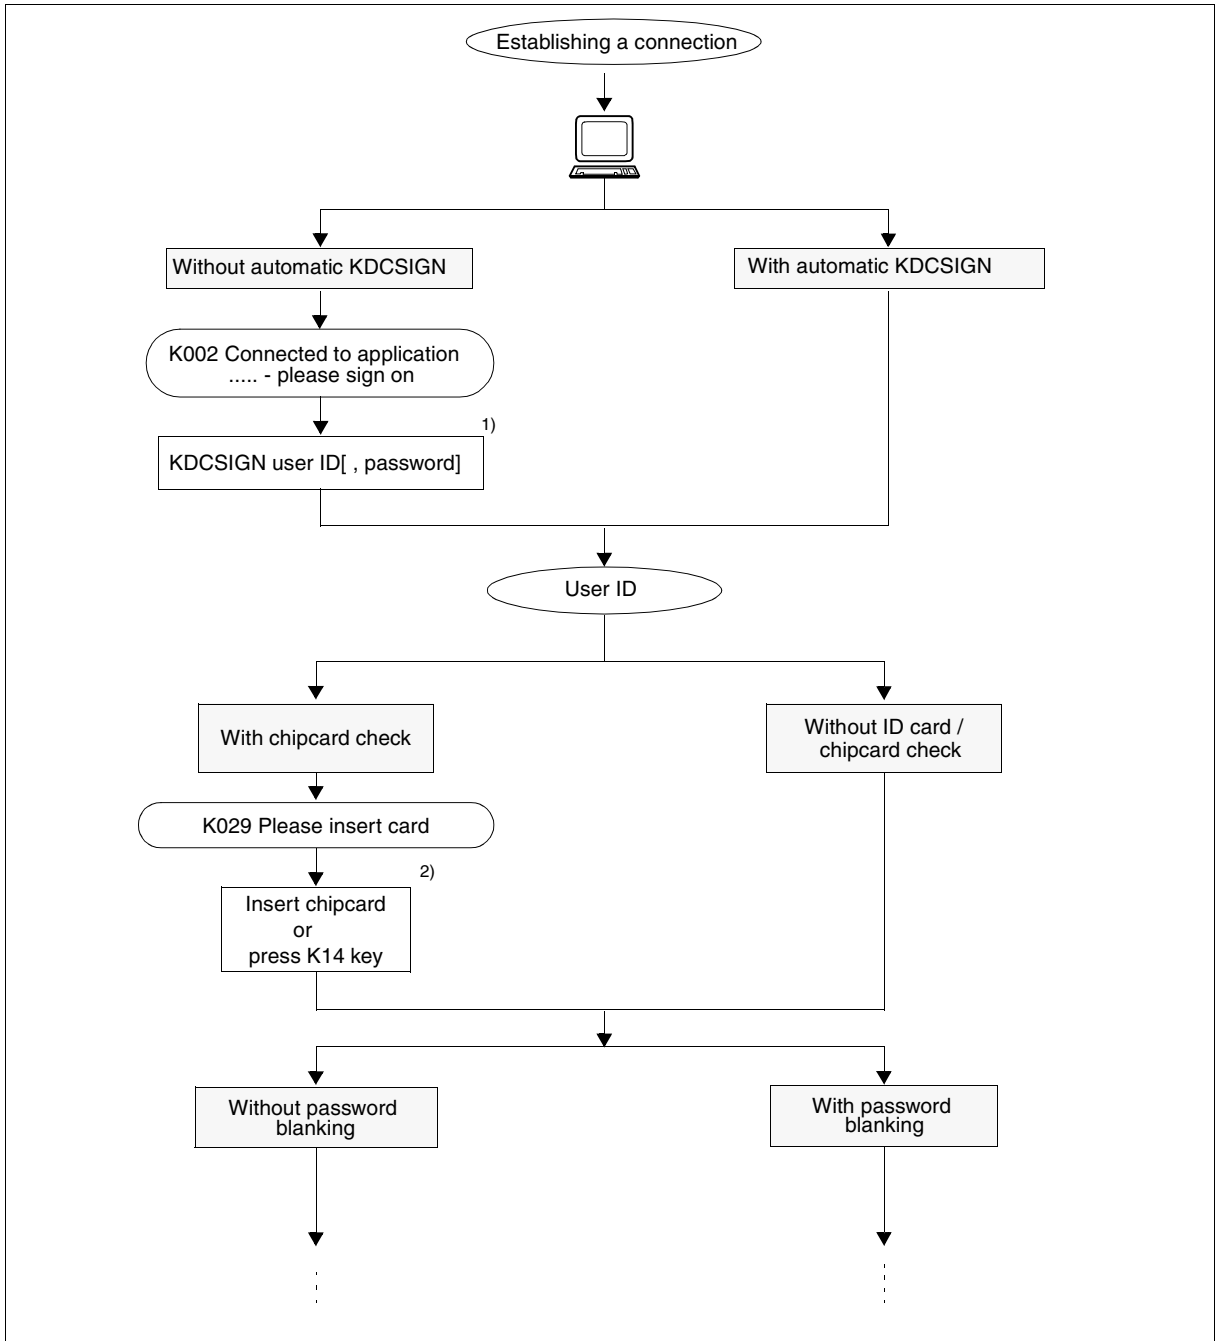 Establishing a connection
Without automatic KDCSIGN
With automatic KDCSIGN
K002 Connected to application
..... - please sign on
1)
KDCSIGN user ID[ , password]
User ID
With chipcard check
Without ID card /
chipcard check
K029 Please insert card
2)
Insert chipcard
or
press K14 key
Without password
blanking
With password
blanking